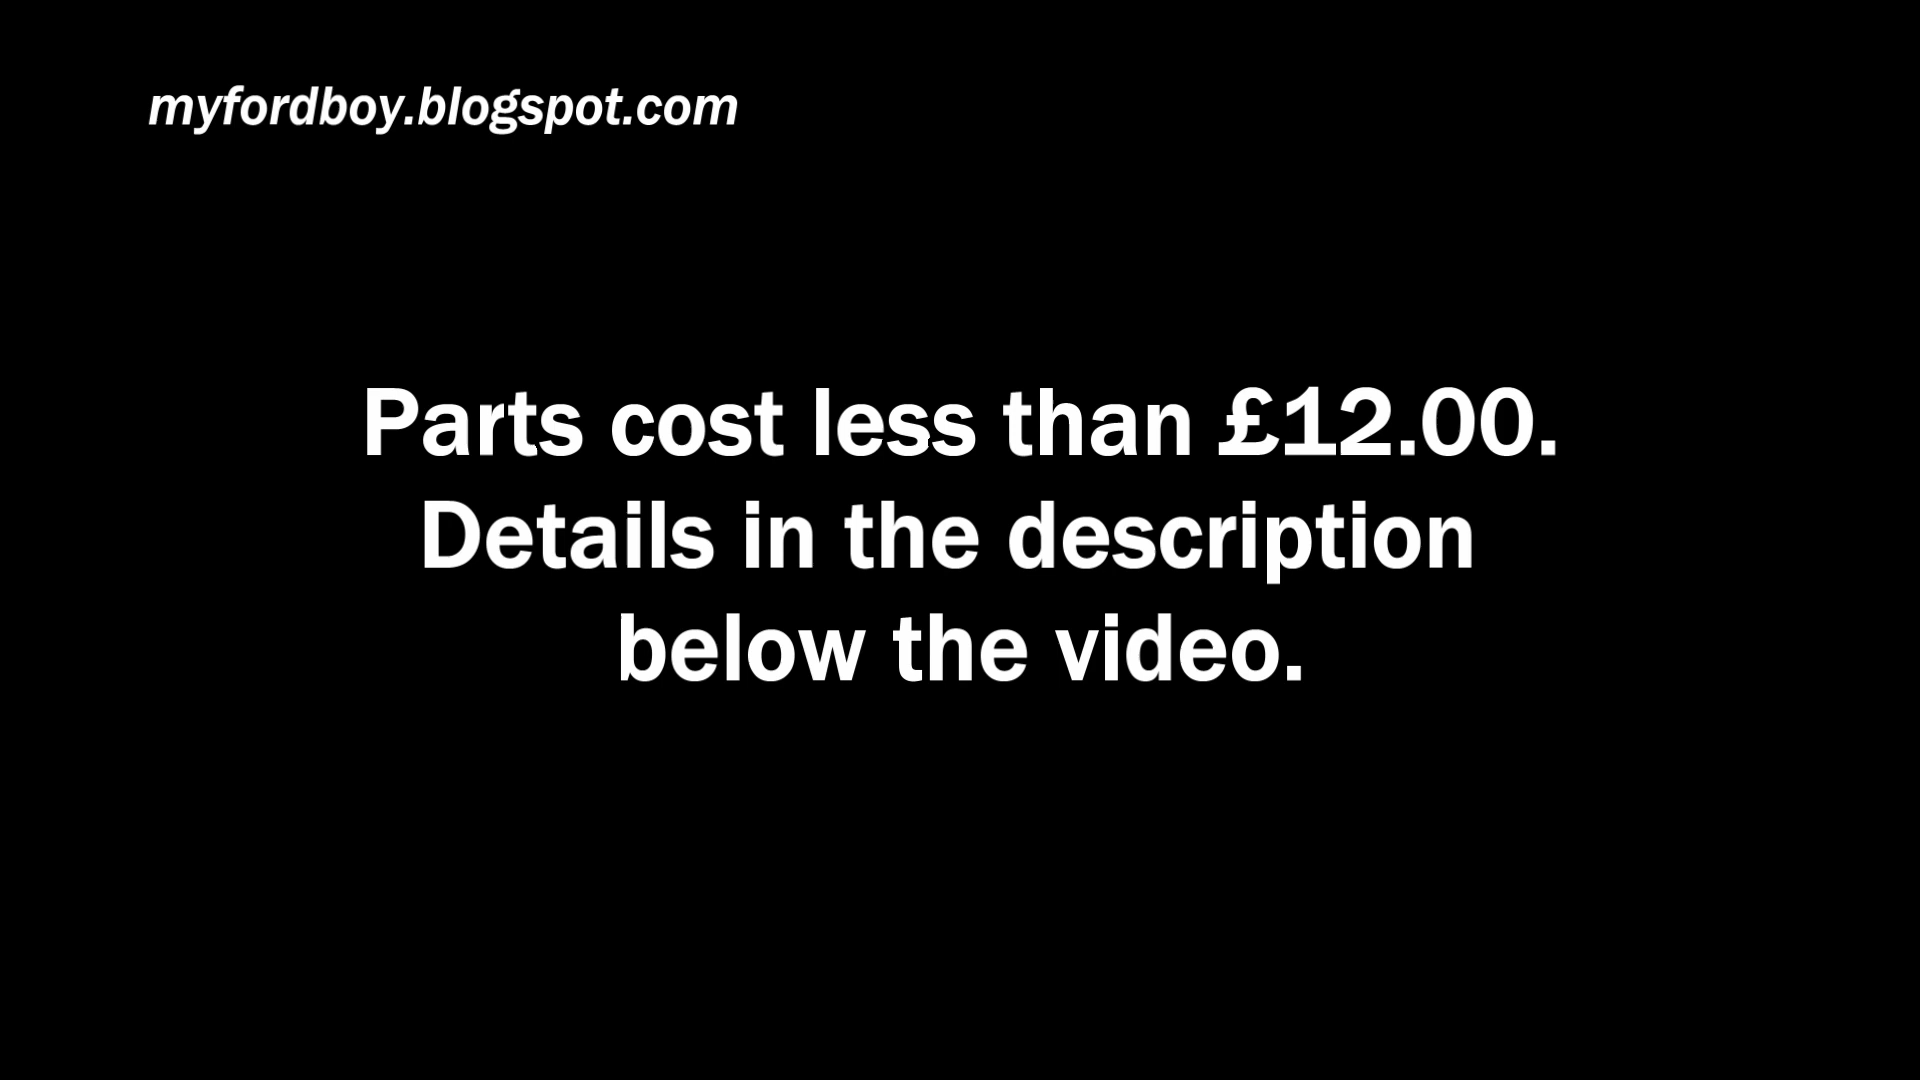 myfordboy.blogspot.com
Parts cost less than £12.00.
Details in the description
below the video.